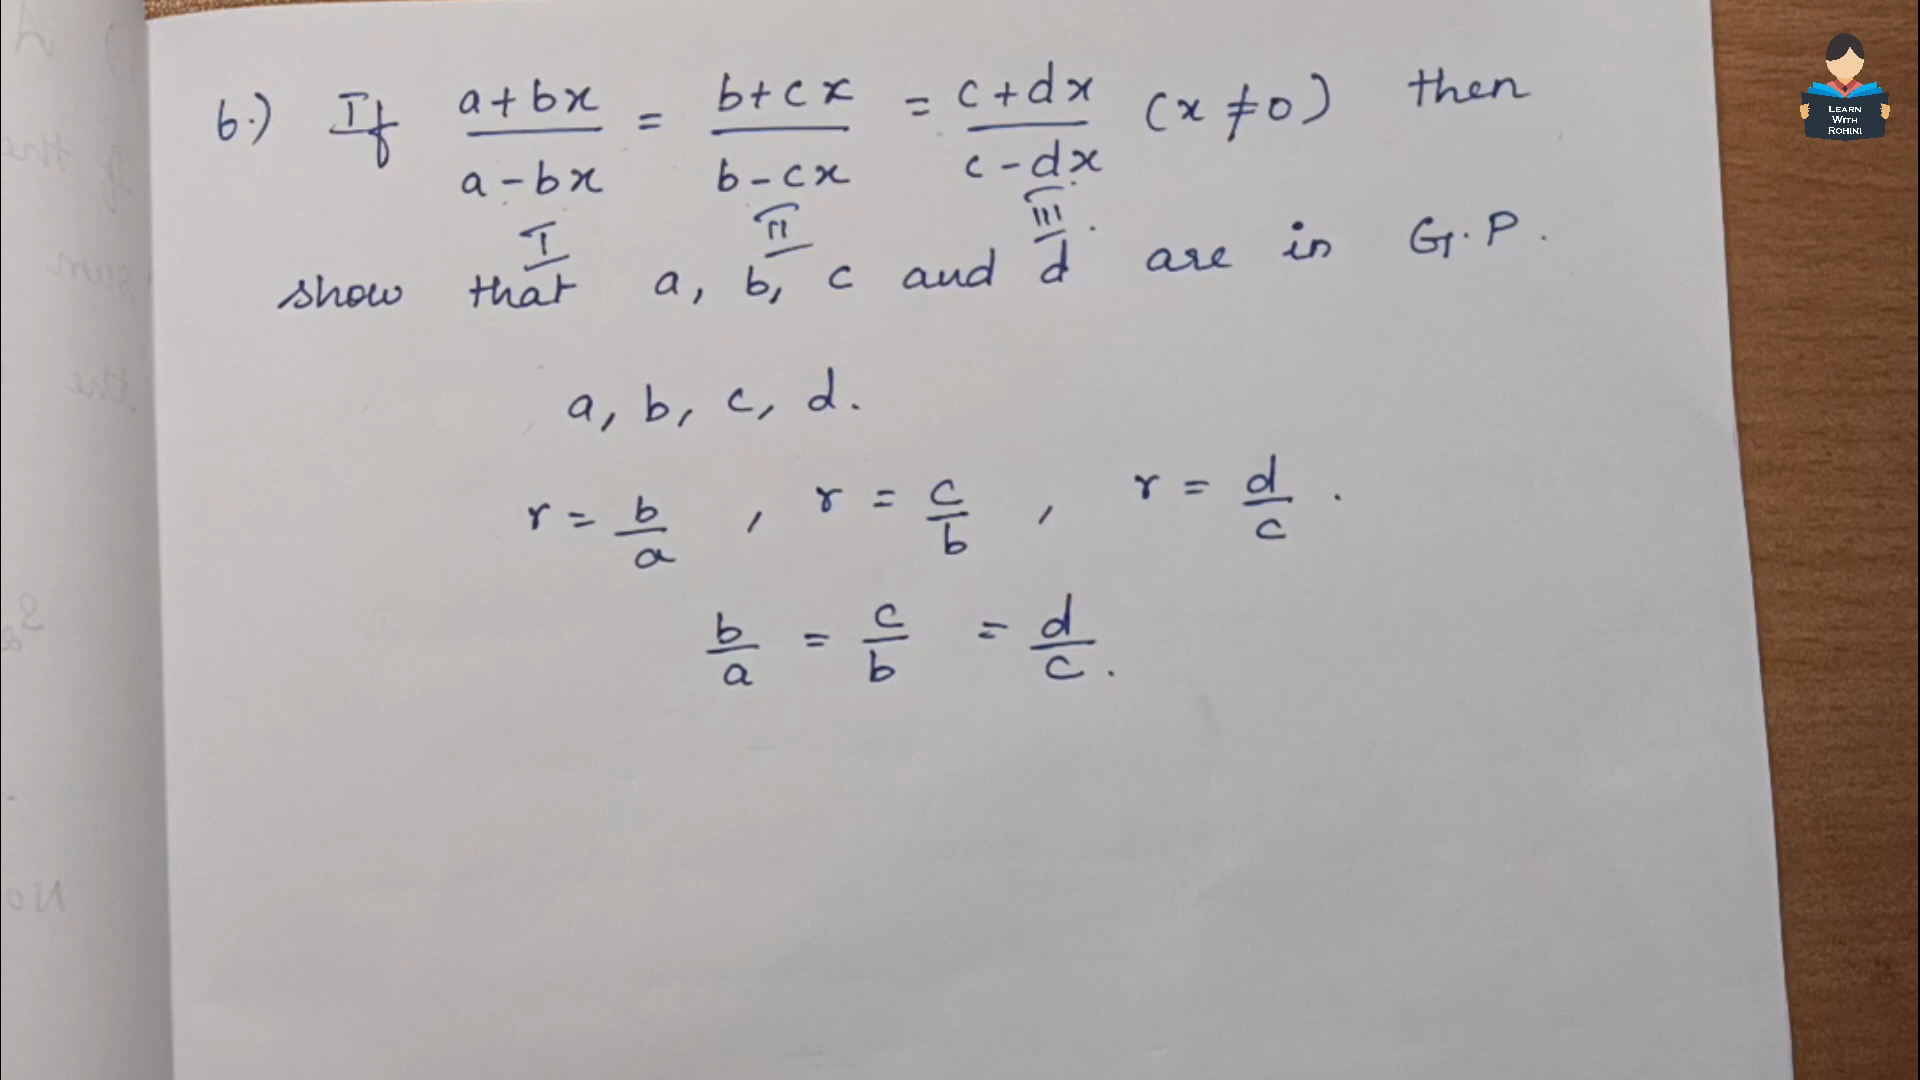 6.) If a+bx/a-bx = b+cx/b-cx = c+dx/c-dx (x≠0) then
I II III
show that a, b, c and d are in G.P.
a, b, c, d.
r = b/a , r = c/b , r = d/c .
b/a = c/b = d/c .
LEARN
WITH
ROHINI